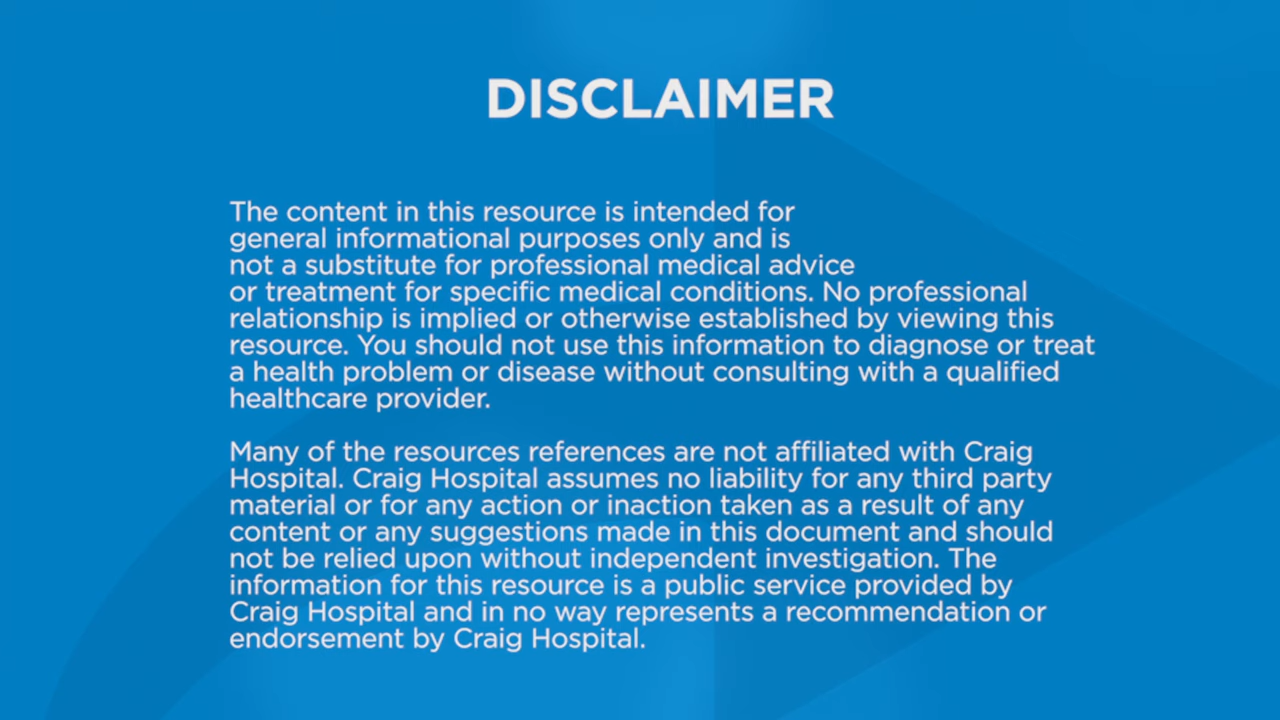 DISCLAIMER
The content in this resource is intended for
general informational purposes only and is
not a substitute for professional medical advice
or treatment for specific medical conditions. No professional
relationship is implied or otherwise established by viewing this
resource. You should not use this information to diagnose or treat
a health problem or disease without consulting with a qualified
healthcare provider.
Many of the resources references are not affiliated with Craig
Hospital. Craig Hospital assumes no liability for any third party
material or for any action or inaction taken as a result of any
content or any suggestions made in this document and should
not be relied upon without independent investigation. The
information for this resource is a public service provided by
Craig Hospital and in no way represents a recommendation or
endorsement by Craig Hospital.